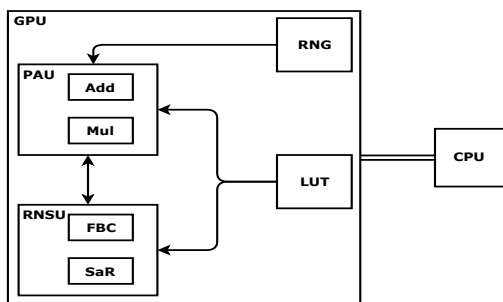 GPU
RNG
PAU
Add
Mul
CPU
LUT
RNSU
FBC
SaR